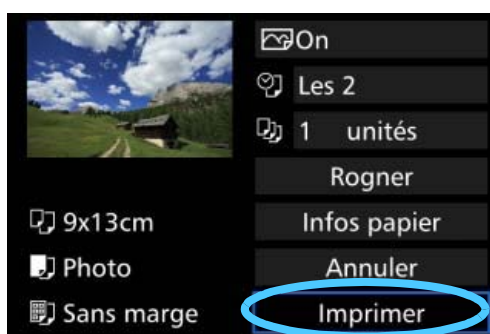 On
Les 2
1 unités
Rogner
9x13cm
Infos papier
Photo
Annuler
Sans marge
Imprimer